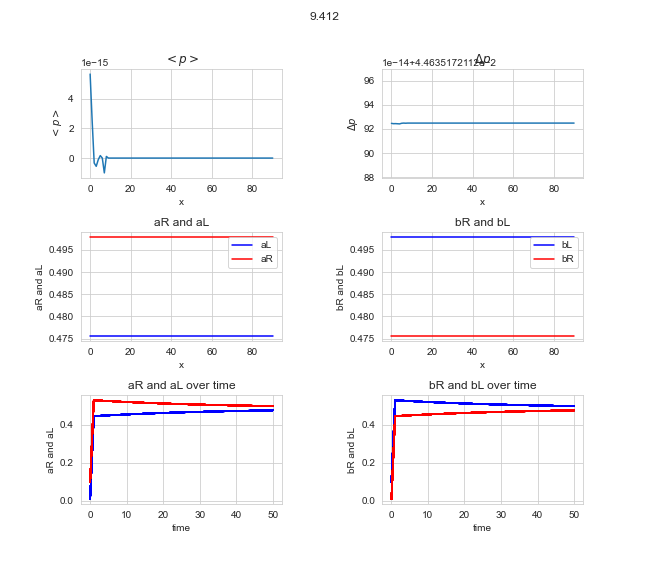 9.412
1e−15
<p>
1e−14+4.4635172112e−2
Δp
<p>
4
2
0
0 20 40 60 80
x
Δp
96
94
92
90
88
0 20 40 60 80
x
aR and aL
aR and aL
0.495
0.490
0.485
0.480
0.475
aL
aR
0 20 40 60 80
x
bR and bL
bR and bL
0.495
0.490
0.485
0.480
0.475
bL
bR
0 20 40 60 80
x
aR and aL over time
aR and aL
0.4
0.2
0.0
0 10 20 30 40 50
time
bR and bL over time
bR and bL
0.4
0.2
0.0
0 10 20 30 40 50
time